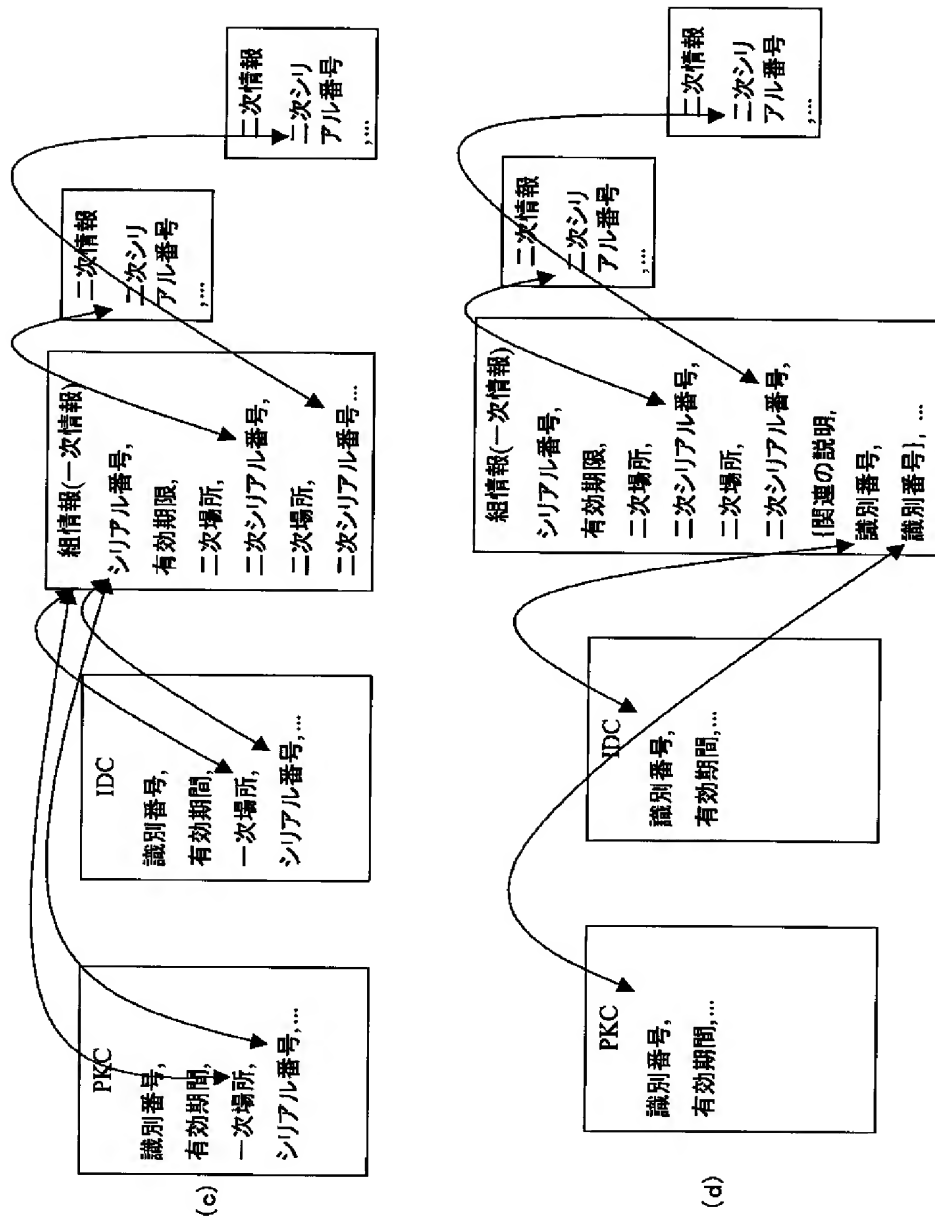 (c)
PKC
識別番号,
有効期間,
一次場所,
シリアル番号,...
IDC
識別番号,
有効期間,
一次場所,
シリアル番号,...
組情報(一次情報)
シリアル番号,
有効期限,
二次場所,
二次シリアル番号,
二次場所,
二次シリアル番号...
二次情報
二次シリ
アル番号
,...
二次情報
二次シリ
アル番号
,...
(d)
PKC
識別番号,
有効期間,...
IDC
識別番号,
有効期間,...
組情報(一次情報)
シリアル番号,
有効期限,
二次場所,
二次シリアル番号,
二次場所,
二次シリアル番号,
{関連の説明,
識別番号,
識別番号}, ...
二次情報
二次シリ
アル番号
,...
二次情報
二次シリ
アル番号
,...